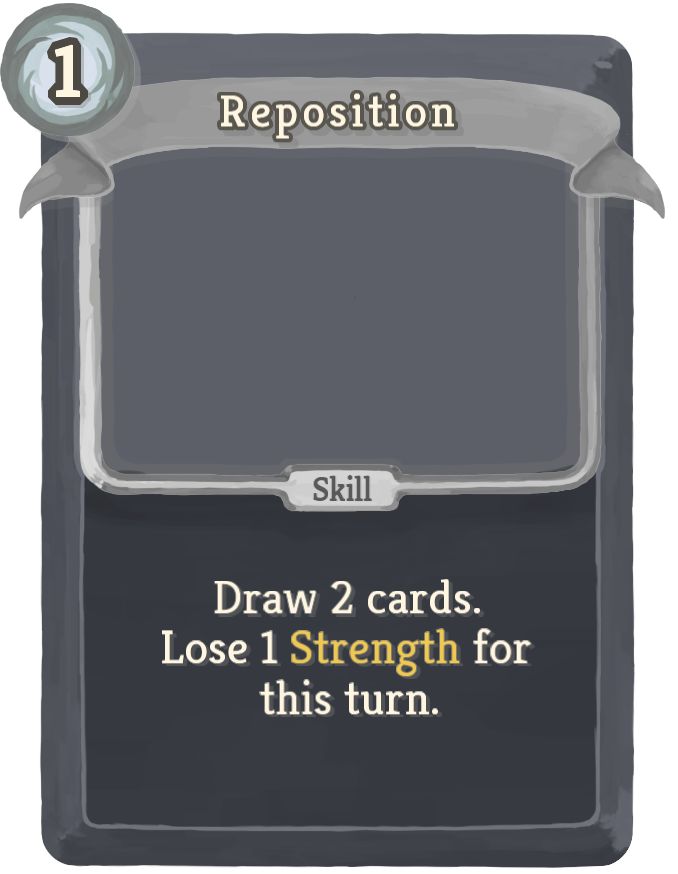 1
Reposition
Skill
Draw 2 cards.
Lose 1 Strength for
this turn.